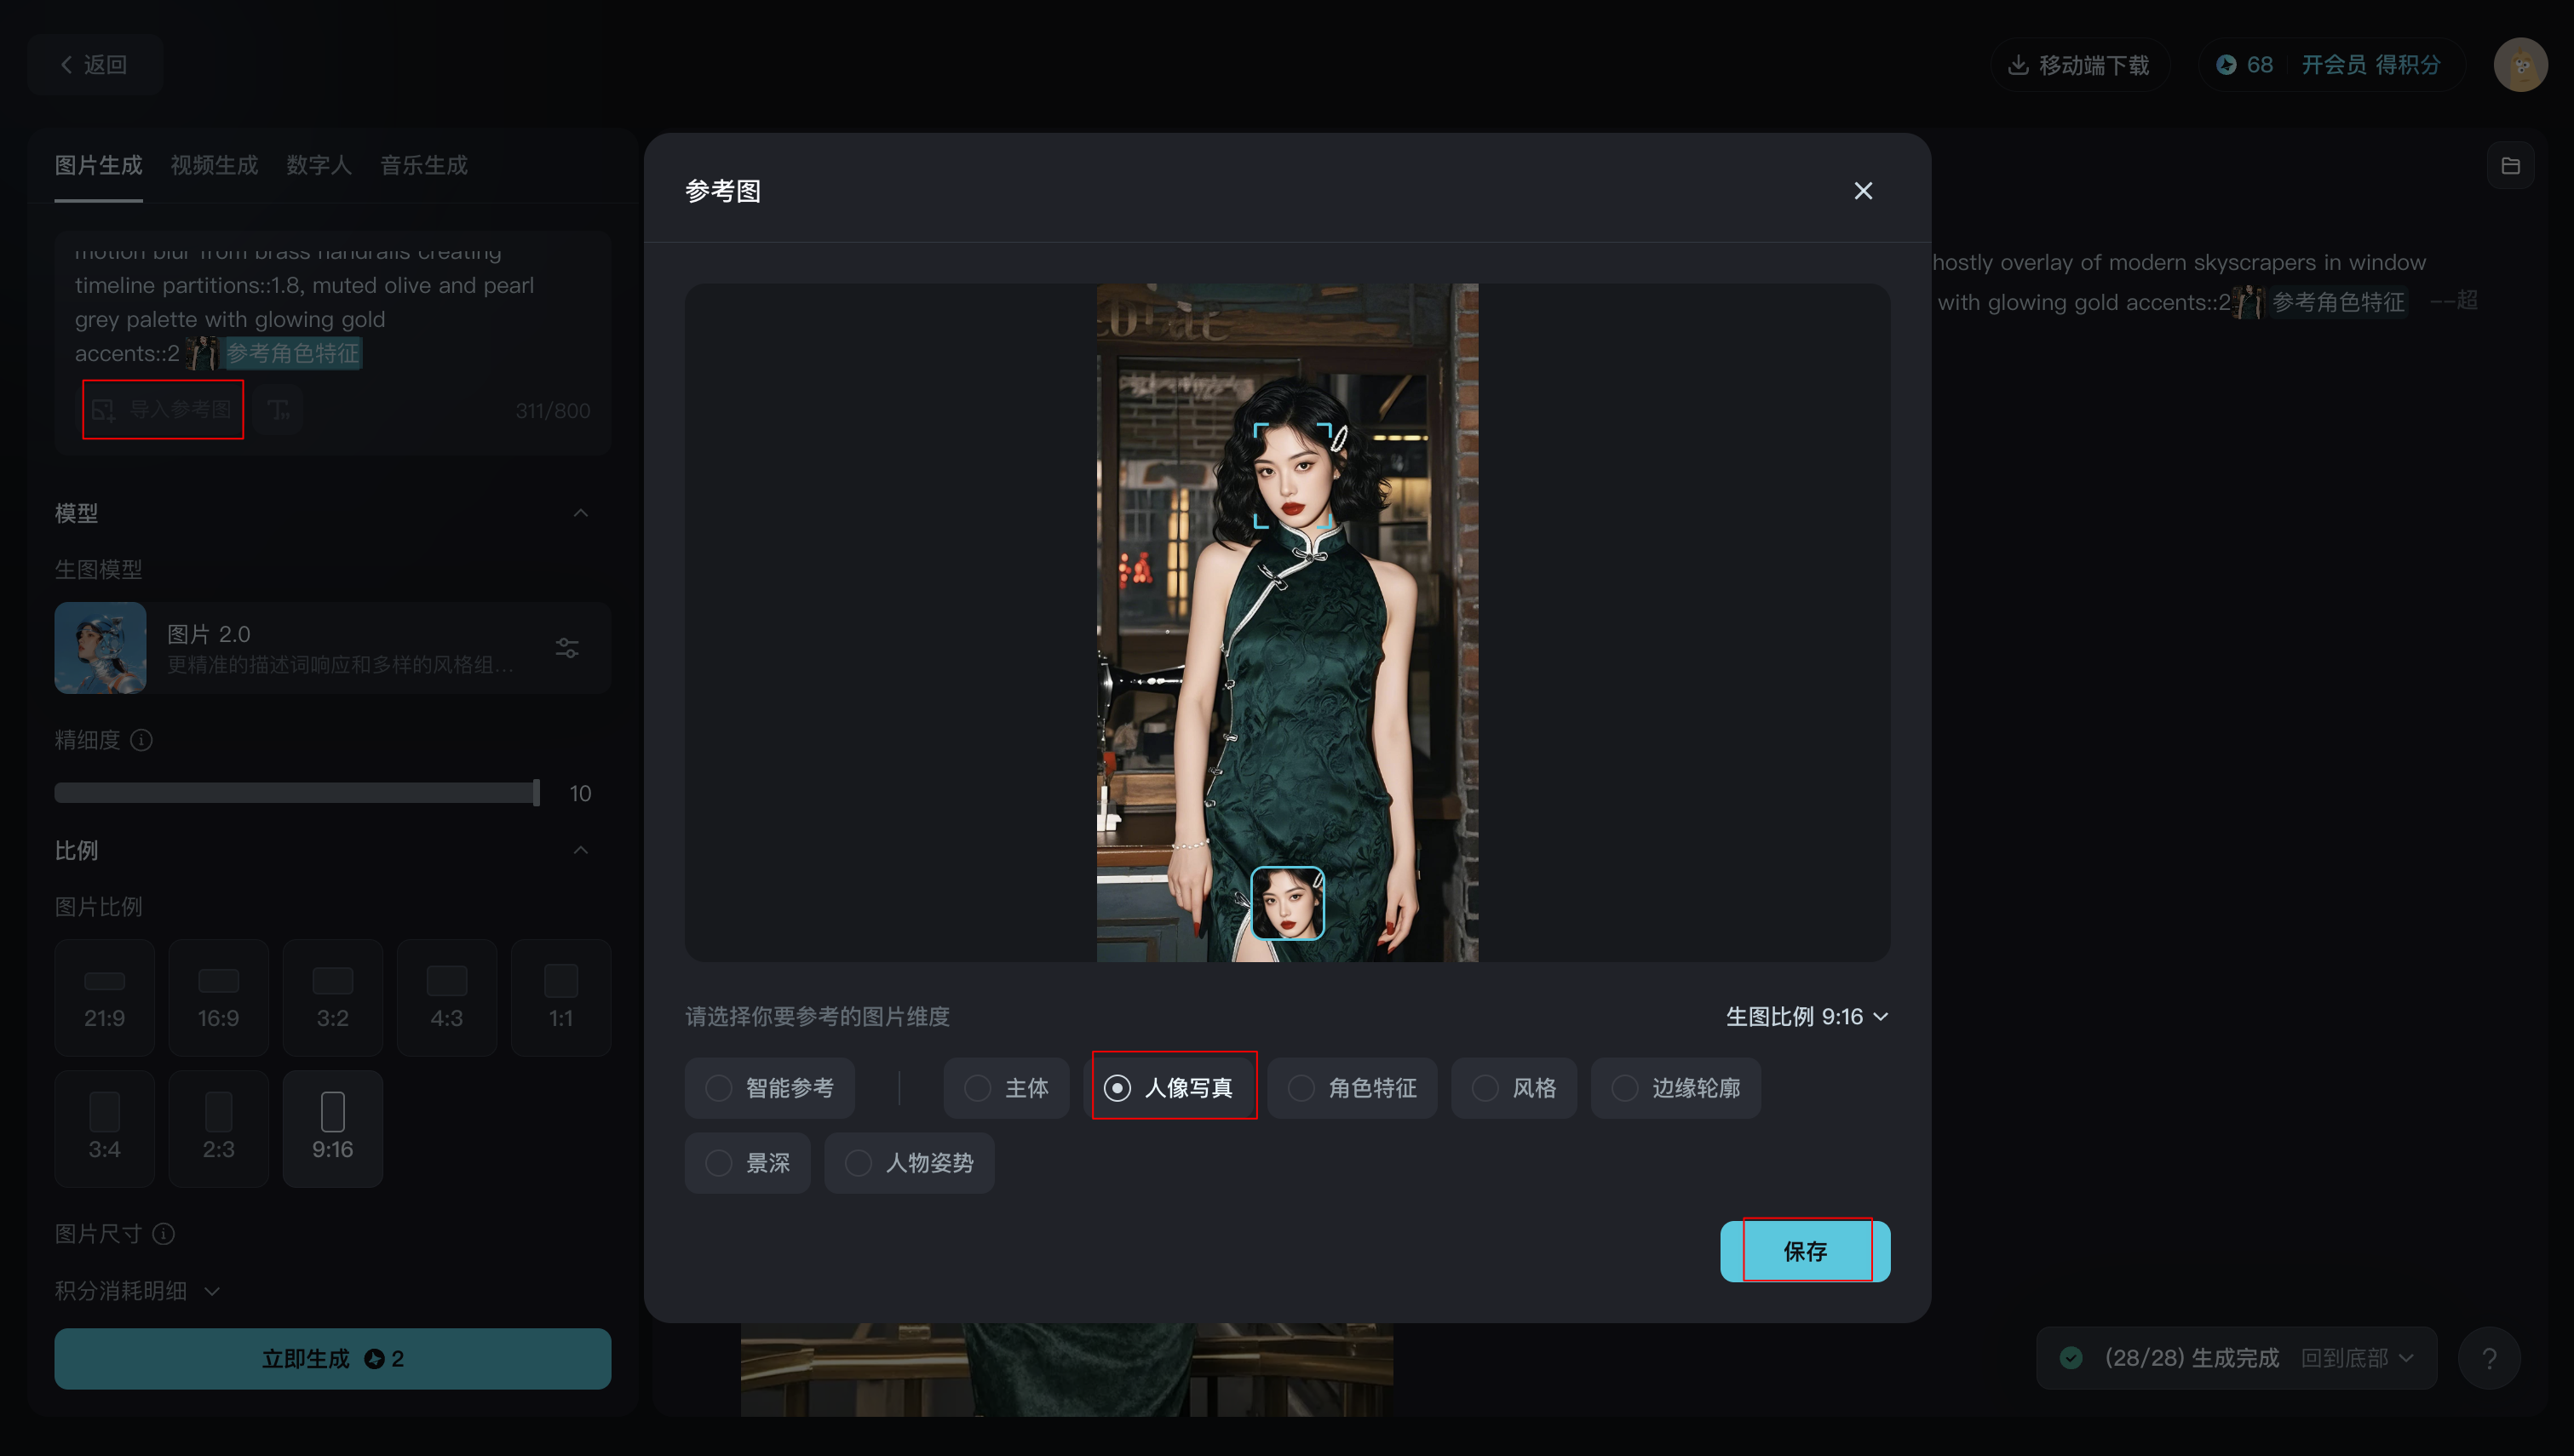 返回
移动端下载
68
开会员 得积分
图片生成
视频生成
数字人
音乐生成
motion blur from brass handrails creating
timeline partitions::1.8, muted olive and pearl
grey palette with glowing gold
accents::2 参考角色特征
导入参考图
311/800
模型
生图模型
图片 2.0
更精准的描述词响应和多样的风格组...
精细度
10
比例
图片比例
21:9
16:9
3:2
4:3
1:1
3:4
2:3
9:16
图片尺寸
积分消耗明细
立即生成 2
参考图
请选择你要参考的图片维度
生图比例 9:16
智能参考
主体
人像写真
角色特征
风格
边缘轮廓
景深
人物姿势
保存
hostly overlay of modern skyscrapers in window
with glowing gold accents::2 参考角色特征 ––超
(28/28) 生成完成 回到底部
?